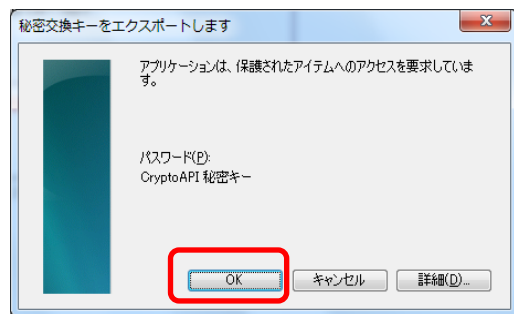 秘密交換キーをエクスポートします
アプリケーションは、保護されたアイテムへのアクセスを要求していま
す。
パスワード(P):
CryptoAPI 秘密キー
OK キャンセル 詳細(D)...